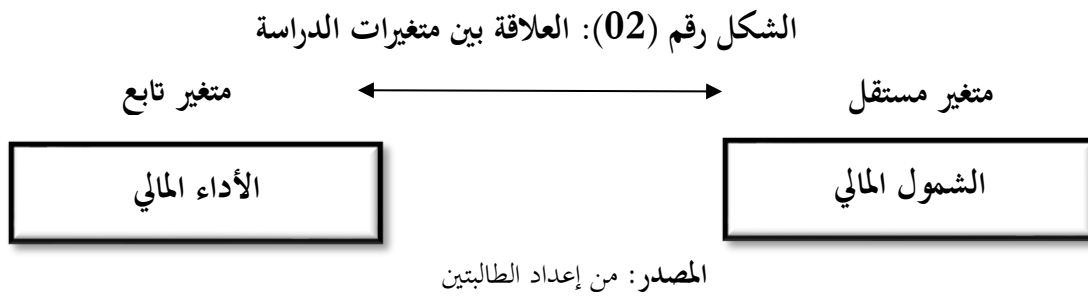 الشكل رقم (02): العلاقة بين متغيرات الدراسة
متغير مستقل
متغير تابع
الشمول المالي
الأداء المالي
المصدر: من إعداد الطالبتين